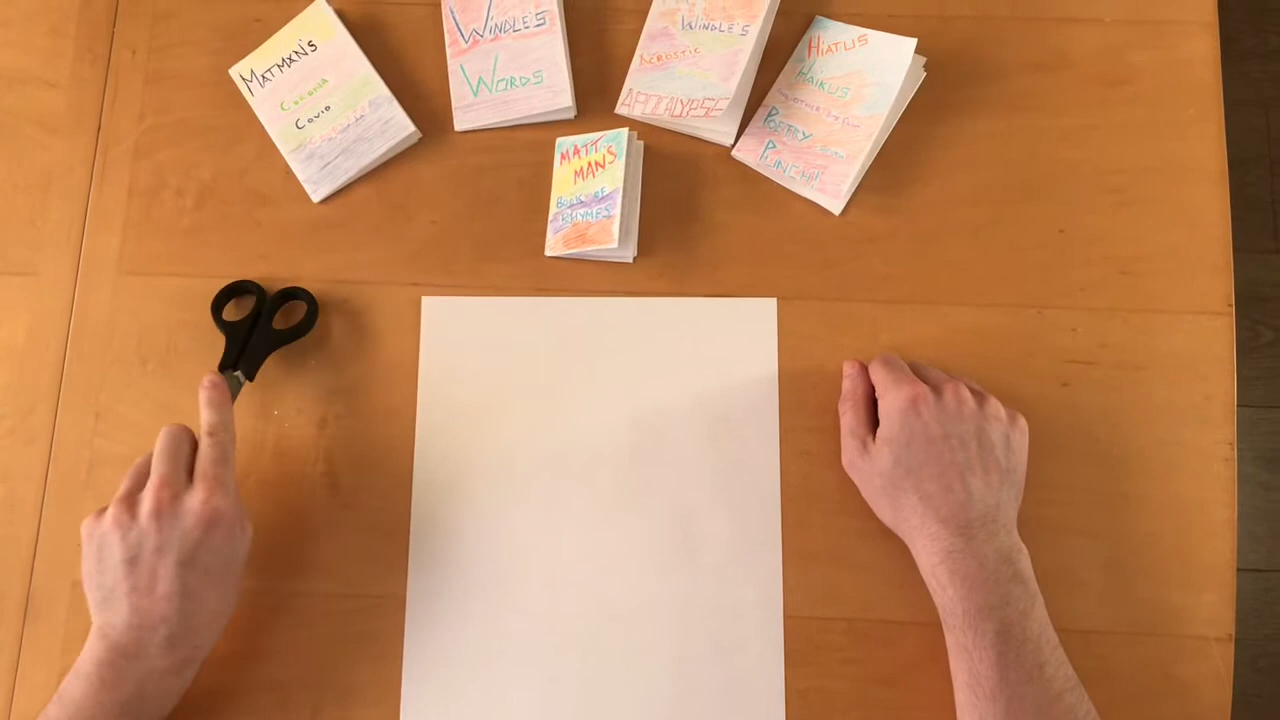 MATMAN'S
CORONA
COVID
WINDLE'S
WORDS
WINDLE'S
ACROSTIC
APOCALYPSE
HIATUS
HAIKUS
POETRY
PUNCH!
MATT
MAN'S
BOOK OF
RHYMES